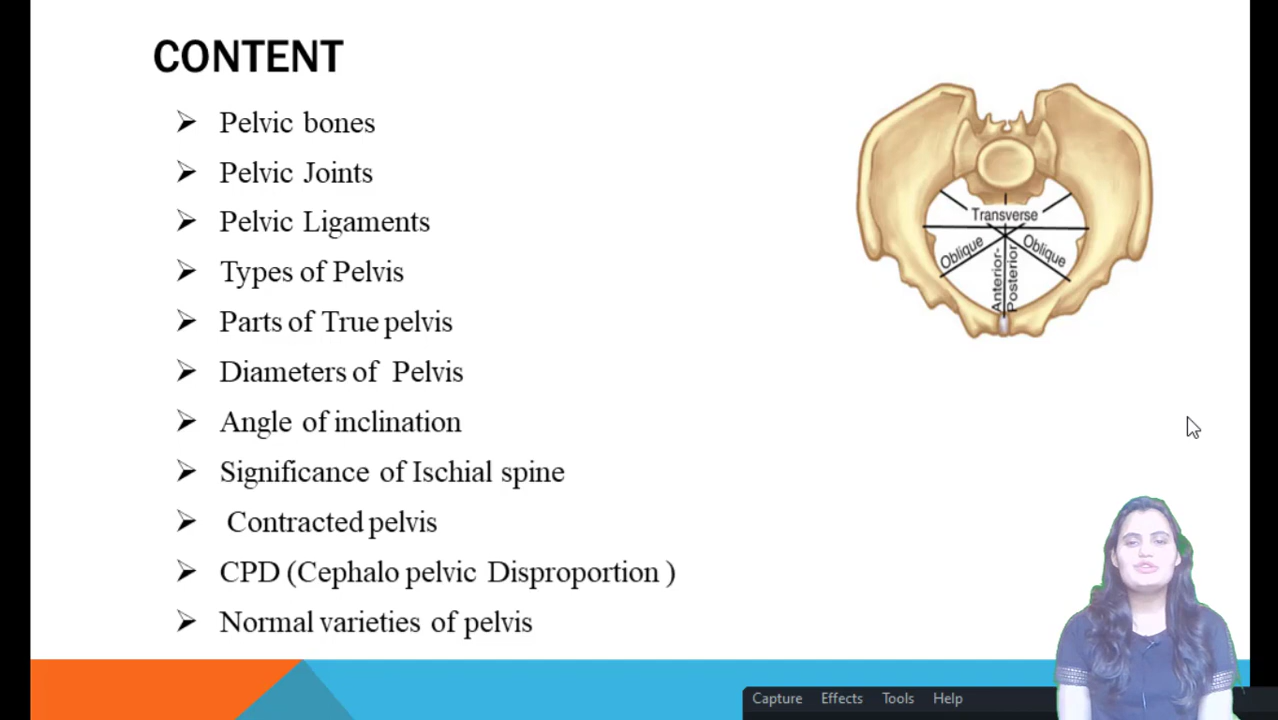 CONTENT
Pelvic bones
Pelvic Joints
Pelvic Ligaments
Types of Pelvis
Parts of True pelvis
Diameters of Pelvis
Angle of inclination
Significance of Ischial spine
Contracted pelvis
CPD (Cephalo pelvic Disproportion )
Normal varieties of pelvis
Transverse
Oblique
Oblique
Anterior-
Posterior
Capture Effects Tools Help